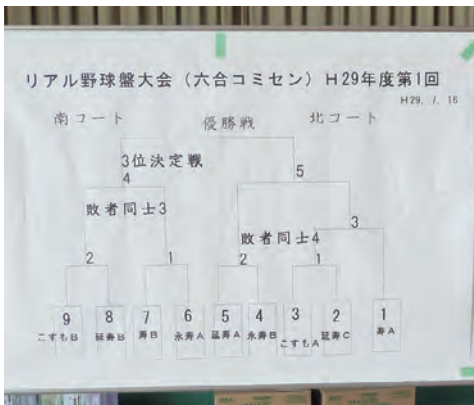 リアル野球盤大会（六合コミセン）H29年度第1回
H29. 7. 16
南コート 優勝戦 北コート
3位決定戦
4 5
敗者同士3
3
敗者同士4
2 1 2 1
9 8 7 6 5 4 3 2 1
こすもB 延寿B 寿B 永寿A 延寿A 永寿B こすもA 延寿C 寿A